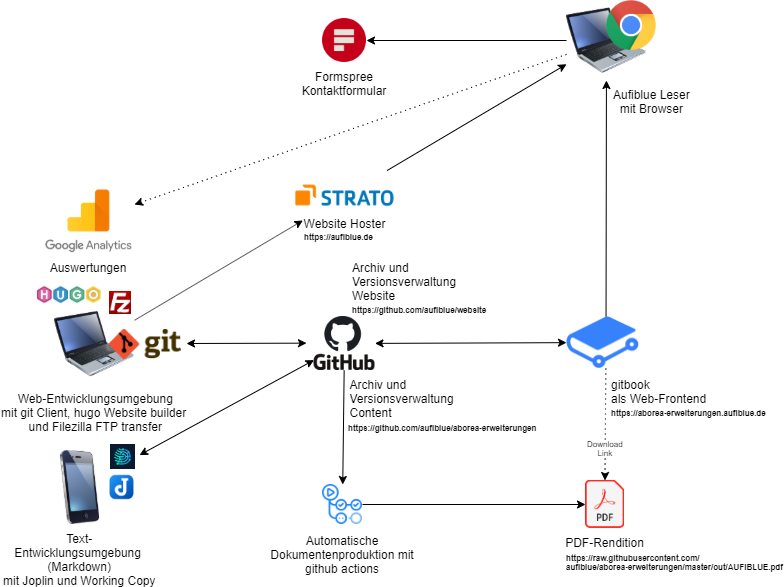 Formspree
Kontaktformular
Aufiblue Leser
mit Browser
STRATO
Website Hoster
https://aufiblue.de
Google Analytics
Auswertungen
HUGO
FZ
git
Web-Entwicklungsumgebung
mit git Client, hugo Website builder
und Filezilla FTP transfer
Archiv und
Versionsverwaltung
Website
https://github.com/aufiblue/website
GitHub
Archiv und
Versionsverwaltung
Content
https://github.com/aufiblue/aborea-erweiterungen
gitbook
als Web-Frontend
https://aborea-erweiterungen.aufiblue.de
Download
Link
J
Text-
Entwicklungsumgebung
(Markdown)
mit Joplin und Working Copy
Automatische
Dokumentenproduktion mit
github actions
PDF
PDF-Rendition
https://raw.githubusercontent.com/
aufiblue/aborea-erweiterungen/master/out/AUFIBLUE.pdf